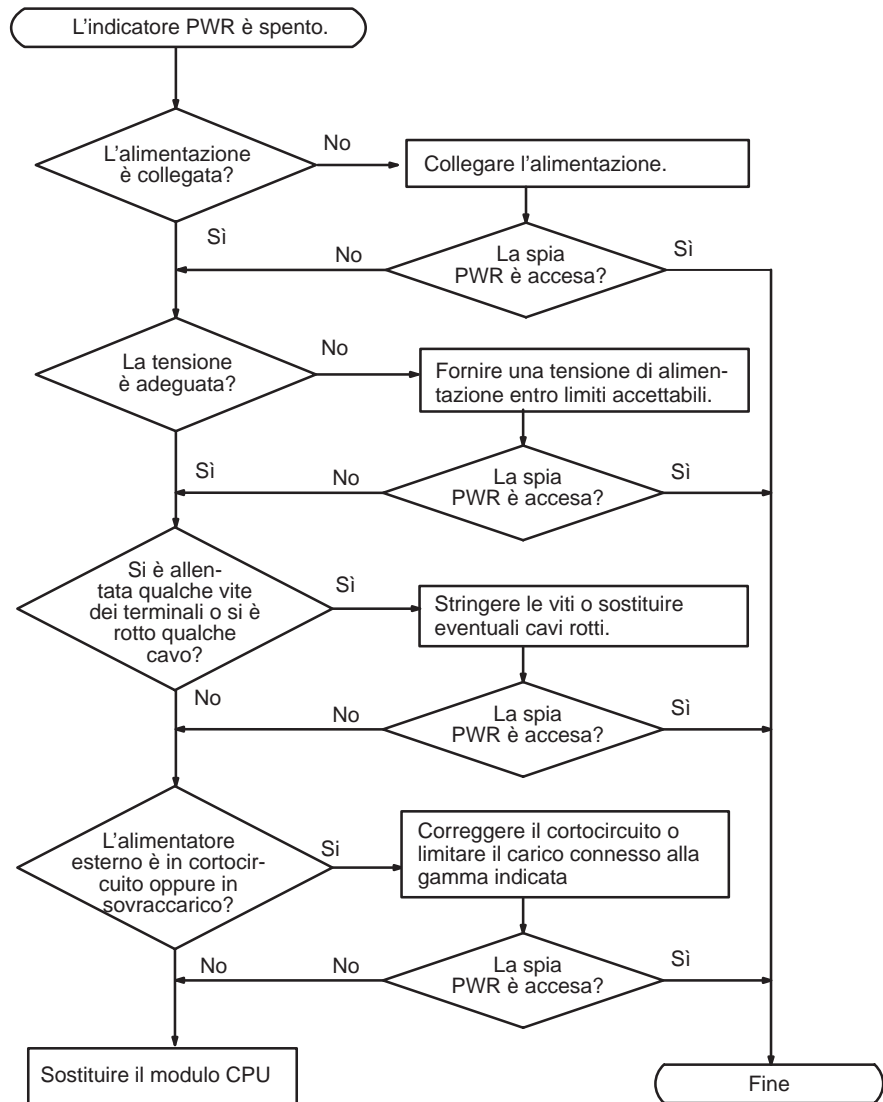 L'indicatore PWR è spento.
L'alimentazione
è collegata?
No
Collegare l'alimentazione.
Sì
No
La spia
PWR è accesa?
Sì
La tensione
è adeguata?
No
Fornire una tensione di alimen-
tazione entro limiti accettabili.
Sì
No
La spia
PWR è accesa?
Sì
Si è allen-
tata qualche vite
dei terminali o si è
rotto qualche
cavo?
Sì
Stringere le viti o sostituire
eventuali cavi rotti.
No
No
La spia
PWR è accesa?
Sì
L'alimentatore
esterno è in cortocir-
cuito oppure in
sovraccarico?
Si
Correggere il cortocircuito o
limitare il carico connesso alla
gamma indicata
No
No
La spia
PWR è accesa?
Sì
Sostituire il modulo CPU
Fine